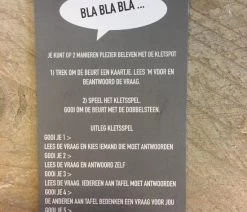 BLA BLA BLA ...
JE KUNT OP 2 MANIEREN PLEZIER BELEVEN MET DE KLETSPOT
1) TREK OM DE BEURT EEN KAARTJE. LEES 'M VOOR EN
BEANTWOORD DE VRAAG.
2) SPEEL HET KLETSSPEL.
GOOI OM DE BEURT MET DE DOBBELSTEEN.
UITLEG KLETSSPEL
GOOI JE 1 >
LEES DE VRAAG EN KIES IEMAND DIE MOET ANTWOORDEN
GOOI JE 2 >
LEES DE VRAAG EN ANTWOORD ZELF
GOOI JE 3 >
LEES DE VRAAG. IEDEREEN AAN TAFEL MOET ANTWOORDEN
GOOI JE 4 >
DE ANDEREN AAN TAFEL BEDENKEN EEN VRAAG VOOR JOU
GOOI JE 5 >